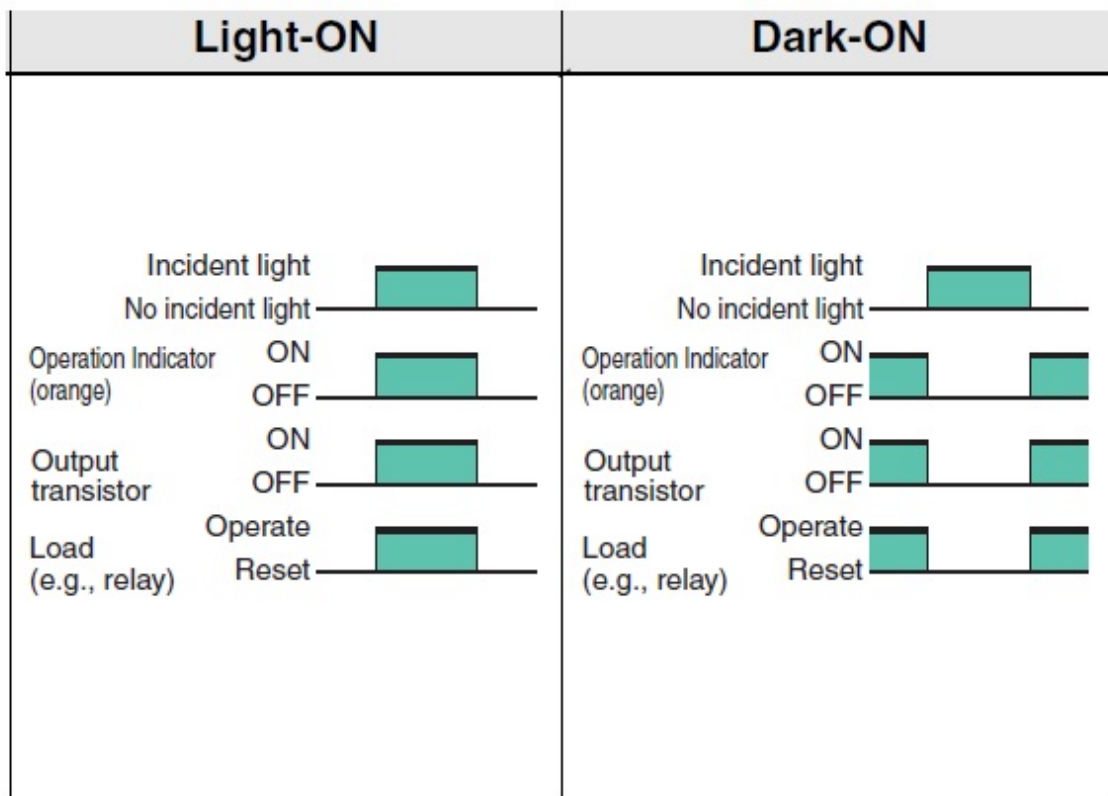 Light-ON
Dark-ON
Incident light
No incident light
Operation Indicator
(orange)
ON
OFF
Output
transistor
ON
OFF
Load
(e.g., relay)
Operate
Reset
Incident light
No incident light
Operation Indicator
(orange)
ON
OFF
Output
transistor
ON
OFF
Load
(e.g., relay)
Operate
Reset